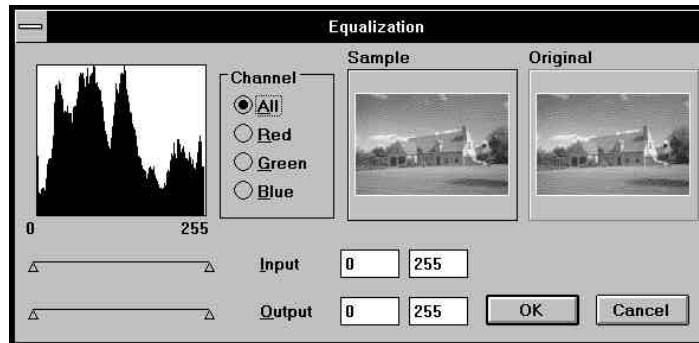 Equalization
Sample
Original
Channel
All
Red
Green
Blue
0 255
Input 0 255
Output 0 255 OK Cancel